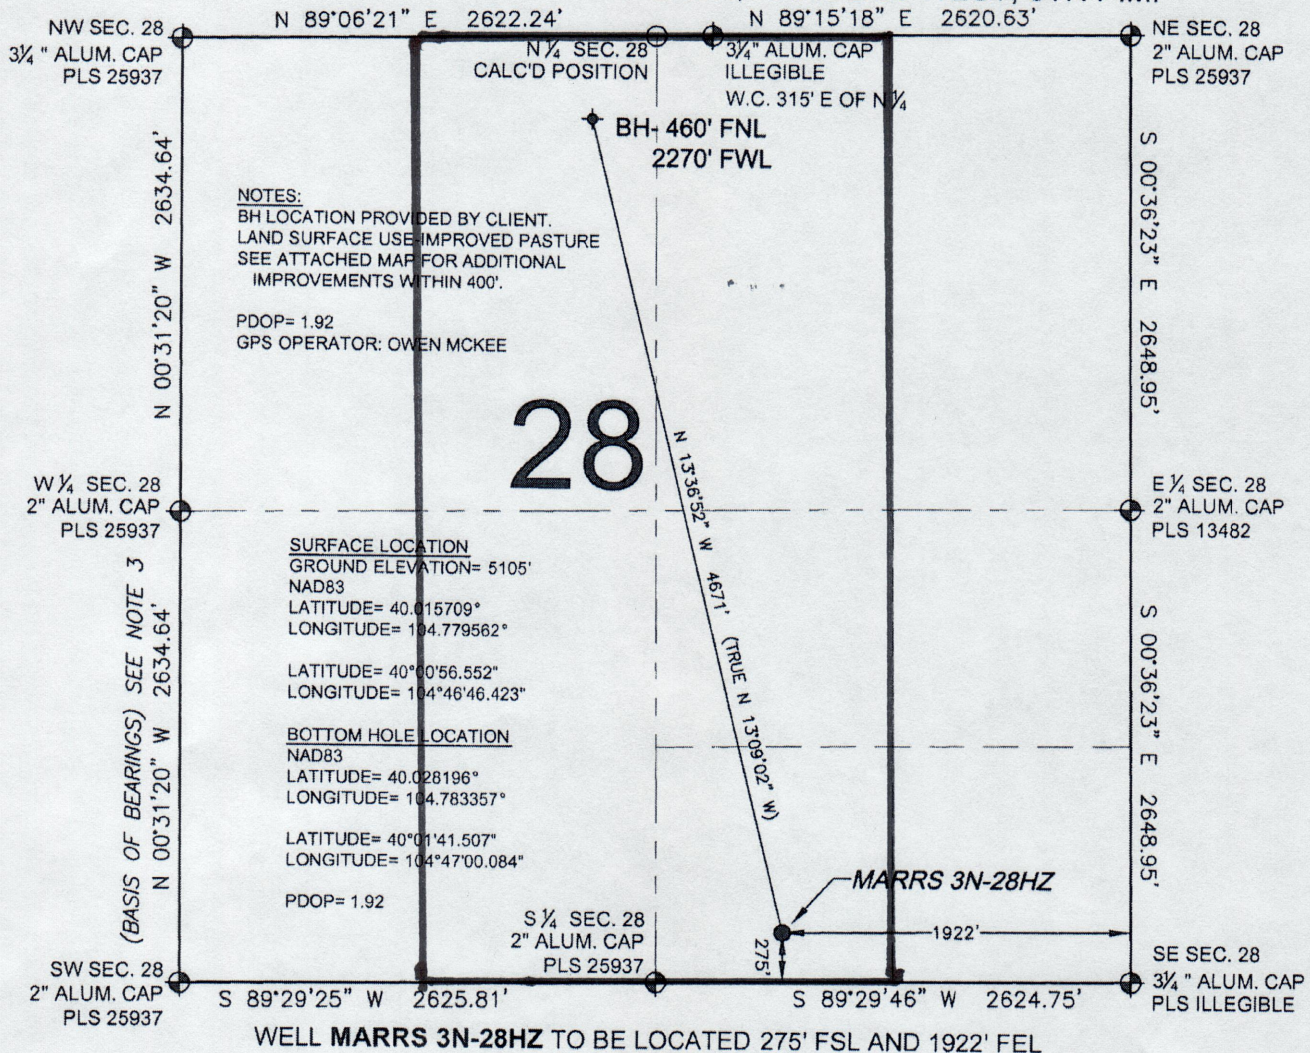 N 89°06'21" E 2622.24'
N 89°15'18" E 2620.63'
NW SEC. 28
3¼" ALUM. CAP
PLS 25937
N ¼ SEC. 28
CALC'D POSITION
3¼" ALUM. CAP
ILLEGIBLE
W.C. 315' E OF N ¼
NE SEC. 28
2" ALUM. CAP
PLS 25937
BH- 460' FNL
2270' FWL
N 00°31'20" W 2634.64'
S 00°36'23" E 2648.95'
NOTES:
BH LOCATION PROVIDED BY CLIENT.
LAND SURFACE USE-IMPROVED PASTURE
SEE ATTACHED MAP FOR ADDITIONAL
IMPROVEMENTS WITHIN 400'.
PDOP= 1.92
GPS OPERATOR: OWEN MCKEE
28
N 13°36'52" W 4671' (TRUE N 13°09'02" W)
W ¼ SEC. 28
2" ALUM. CAP
PLS 25937
E ¼ SEC. 28
2" ALUM. CAP
PLS 13482
SURFACE LOCATION
GROUND ELEVATION= 5105'
NAD83
LATITUDE= 40.015709°
LONGITUDE= 104.779562°
LATITUDE= 40°00'56.552"
LONGITUDE= 104°46'46.423"
BOTTOM HOLE LOCATION
NAD83
LATITUDE= 40.028196°
LONGITUDE= 104.783357°
LATITUDE= 40°01'41.507"
LONGITUDE= 104°47'00.084"
PDOP= 1.92
(BASIS OF BEARINGS) SEE NOTE 3
N 00°31'20" W 2634.64'
S 00°36'23" E 2648.95'
MARRS 3N-28HZ
1922'
275'
S ¼ SEC. 28
2" ALUM. CAP
PLS 25937
SW SEC. 28
2" ALUM. CAP
PLS 25937
SE SEC. 28
3¼" ALUM. CAP
PLS ILLEGIBLE
S 89°29'25" W 2625.81'
S 89°29'46" W 2624.75'
WELL MARRS 3N-28HZ TO BE LOCATED 275' FSL AND 1922' FEL